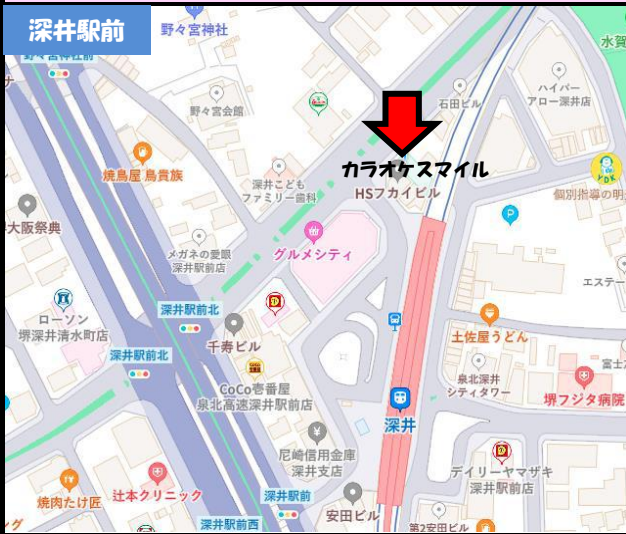 深井駅前
野々宮神社
野々宮神社前
水賀
ハイパー
アロー深井店
石田ビル
野々宮会館
カラオケスマイル
HSフカイビル
焼鳥屋 鳥貴族
深井こども
ファミリー歯科
個別指導の明
大阪祭典
メガネの愛眼
深井駅前店
グルメシティ
エステー
ローソン
堺深井清水町店
深井駅前北
千寿ビル
土佐屋うどん
深井駅前北
泉北深井
シティタワー
CoCo壱番屋
泉北高速深井駅前店
堺フジタ病院
深井
尼崎信用金庫
深井支店
デイリーヤマザキ
深井駅前店
焼肉たけ匠
辻本クリニック
深井駅前
安田ビル
深井駅前西
第2安田ビル